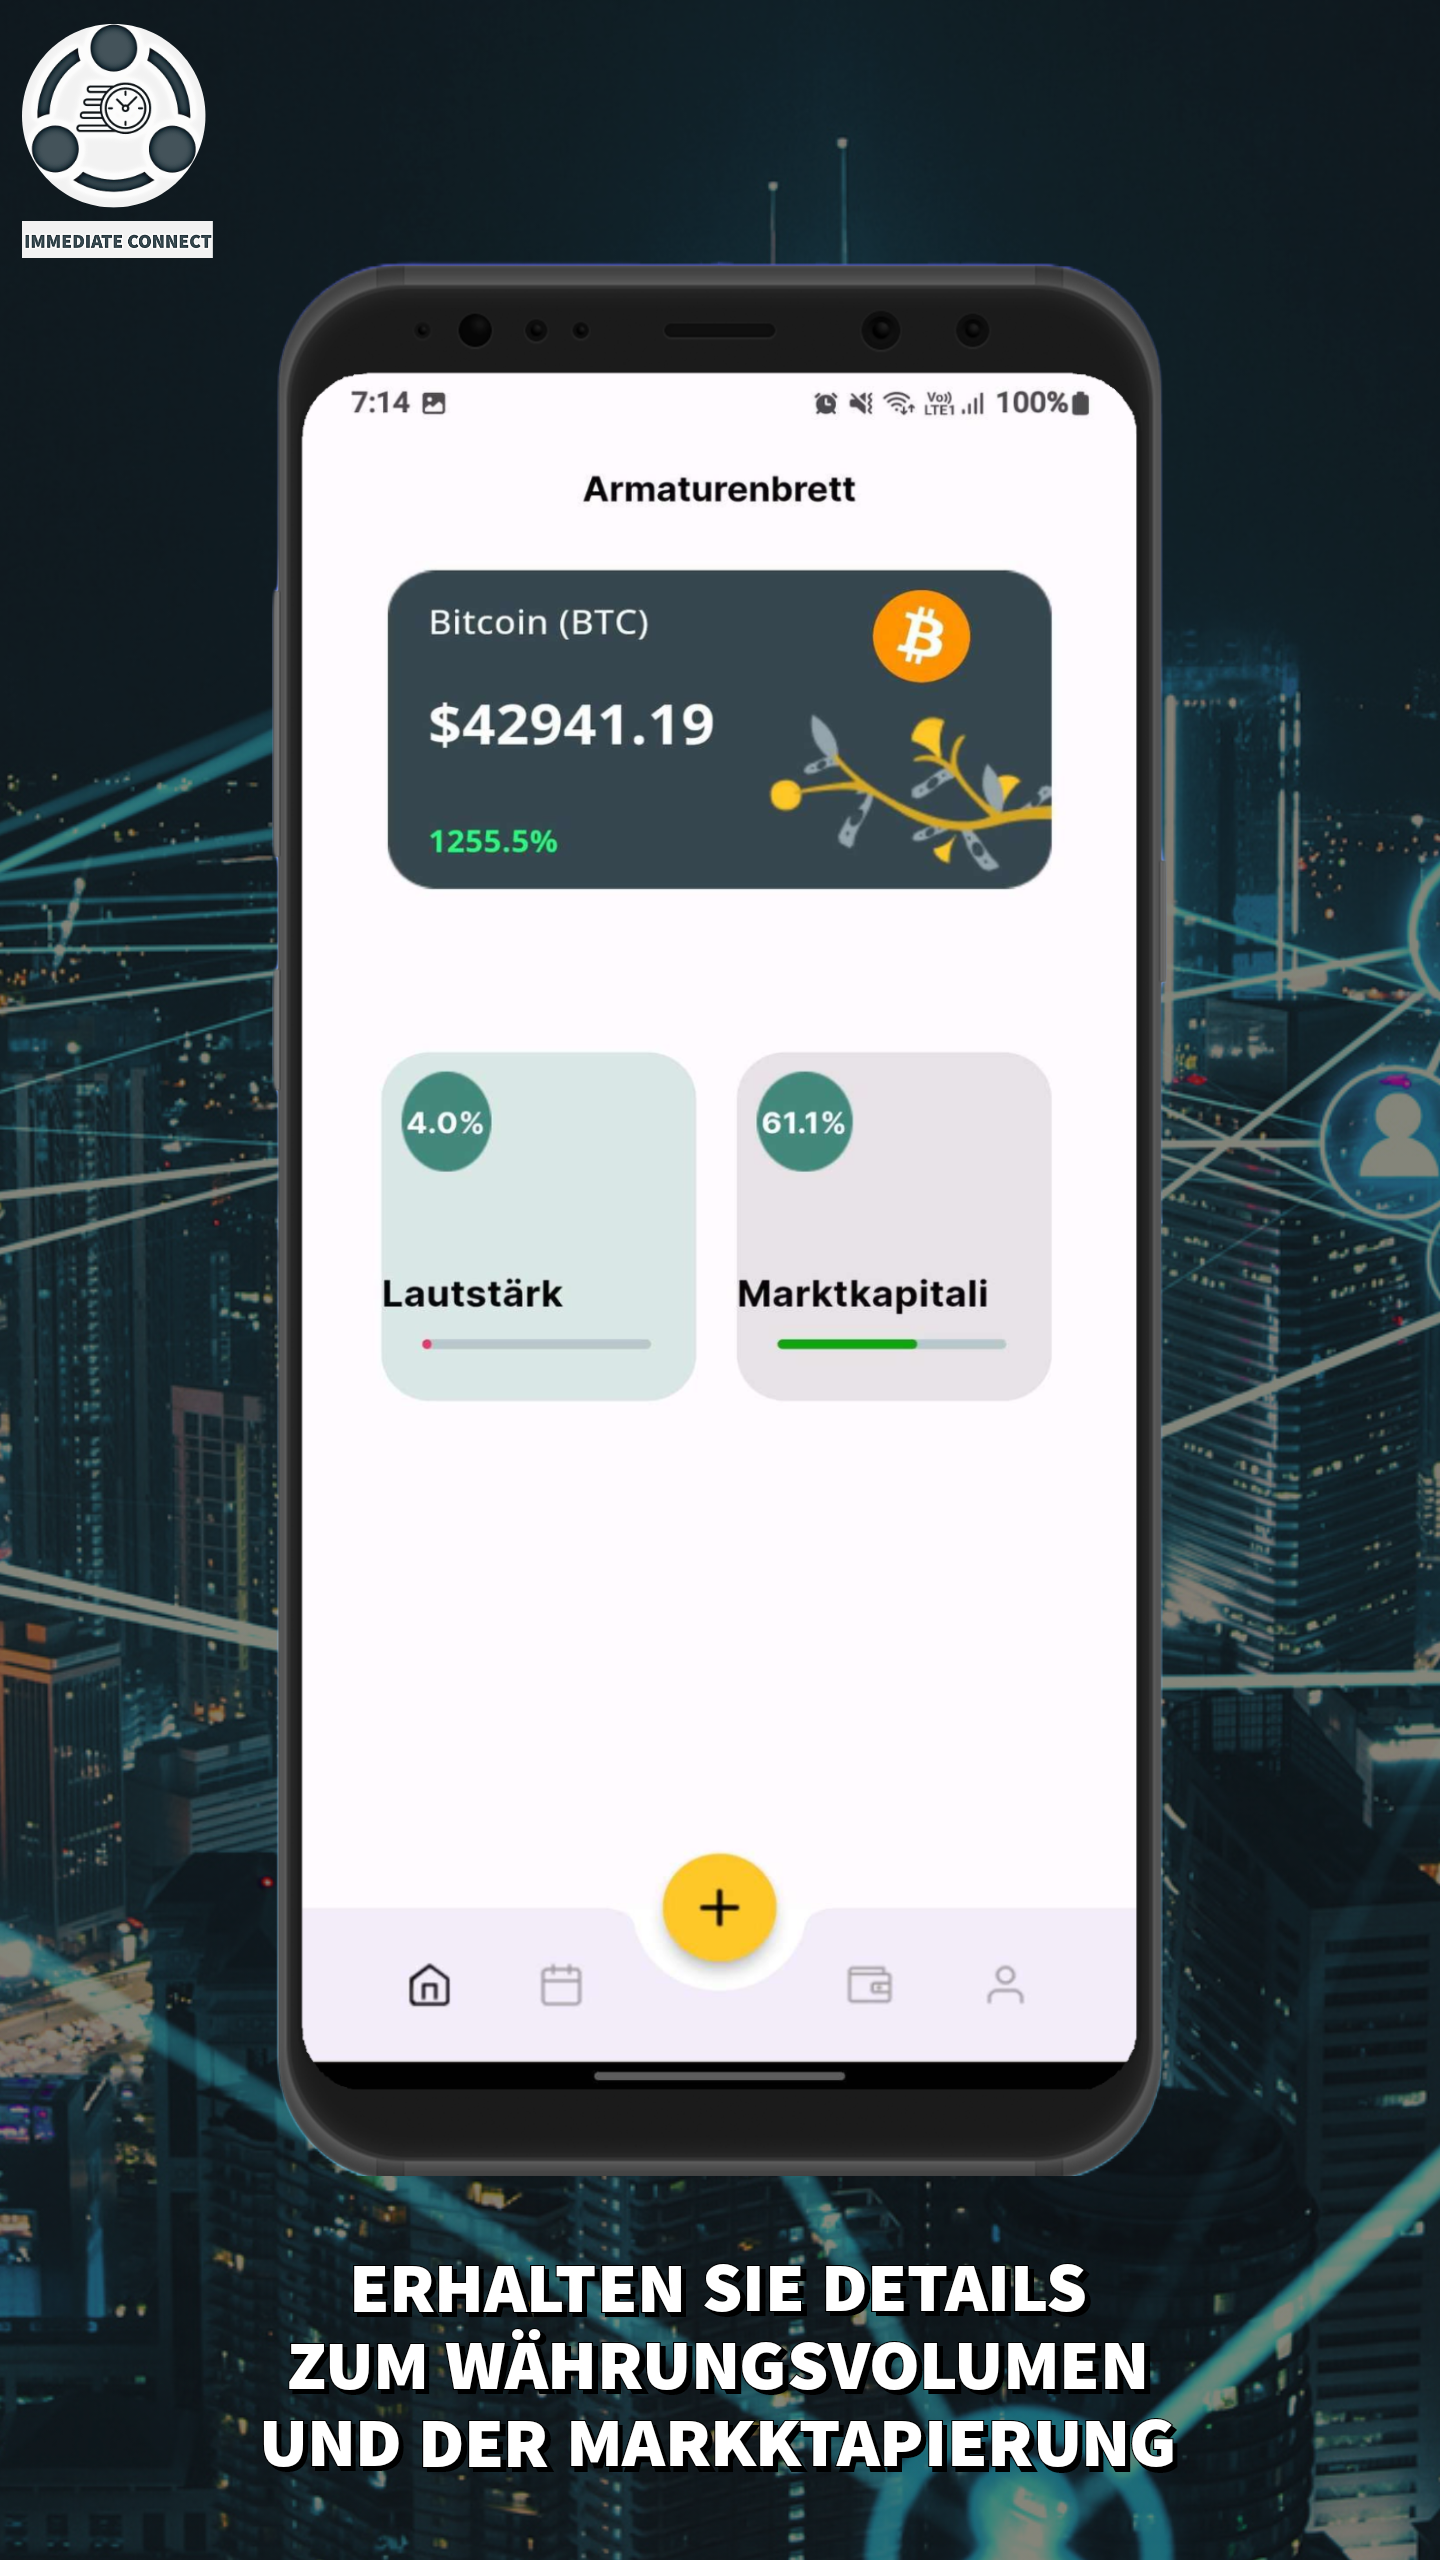 IMMEDIATE CONNECT
7:14 Vo)) LTE1 100%
Armaturenbrett
Bitcoin (BTC)
$42941.19
1255.5%
4.0% 61.1%
Lautstärk Marktkapitali
ERHALTEN SIE DETAILS
ZUM WÄHRUNGSVOLUMEN
UND DER MARKKTAPIERUNG